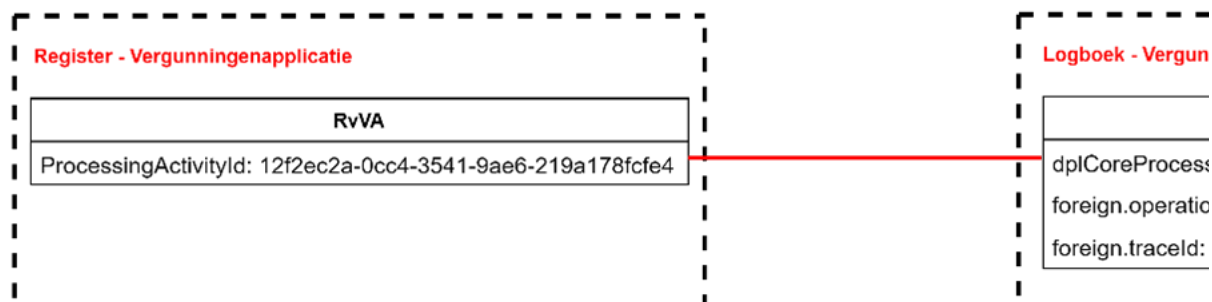 Register - Vergunningenapplicatie
RvVA
ProcessingActivityId: 12f2ec2a-0cc4-3541-9ae6-219a178fcfe4
Logboek - Vergun
dplCoreProcess
foreign.operatio
foreign.traceId: